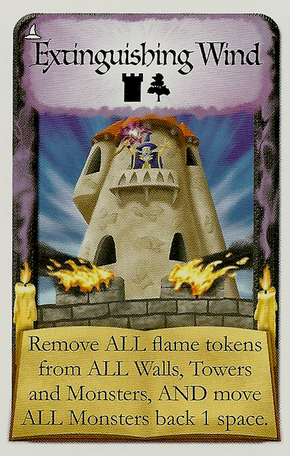 Extinguishing Wind
Remove ALL flame tokens
from ALL Walls, Towers
and Monsters, AND move
ALL Monsters back 1 space.